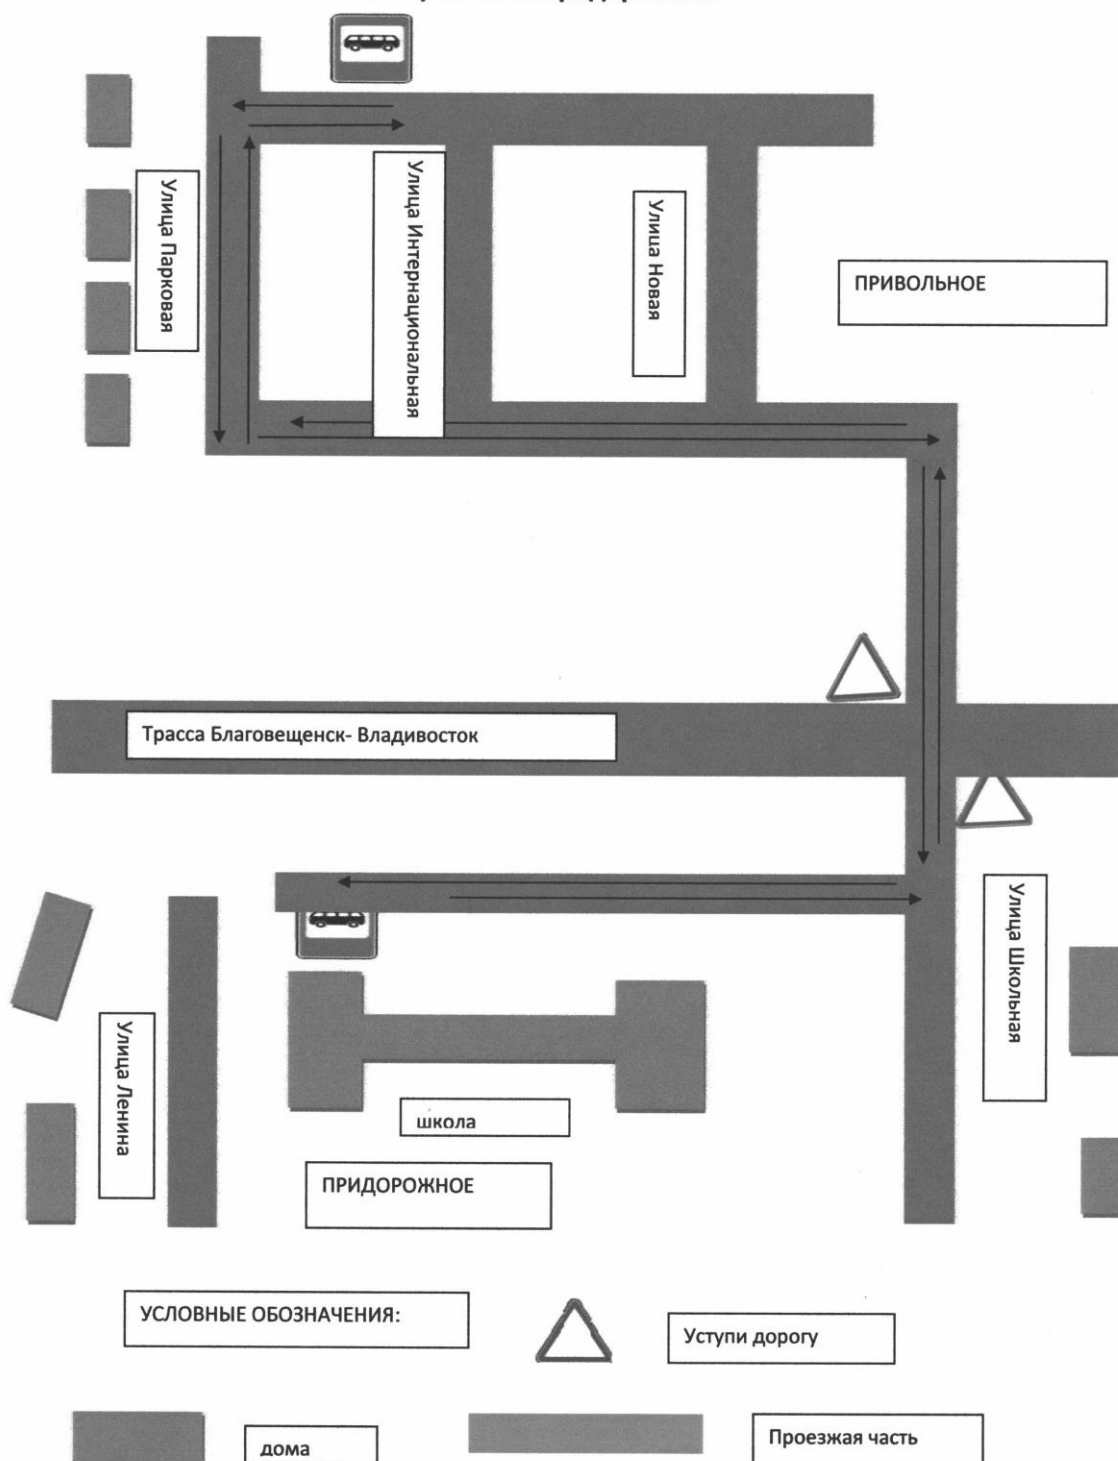 Улица Парковая
Улица Интернациональная
Улица Новая
ПРИВОЛЬНОЕ
Трасса Благовещенск- Владивосток
Улица Школьная
Улица Ленина
школа
ПРИДОРОЖНОЕ
УСЛОВНЫЕ ОБОЗНАЧЕНИЯ:
Уступи дорогу
дома
Проезжая часть